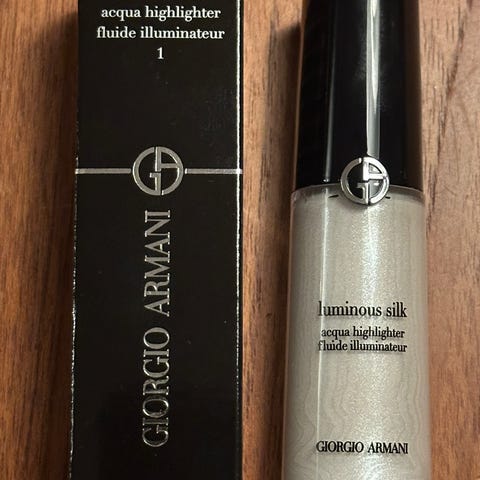 acqua highlighter
fluide illuminateur
1
GIORGIO ARMANI
luminous silk
acqua highlighter
fluide illuminateur
GIORGIO ARMANI